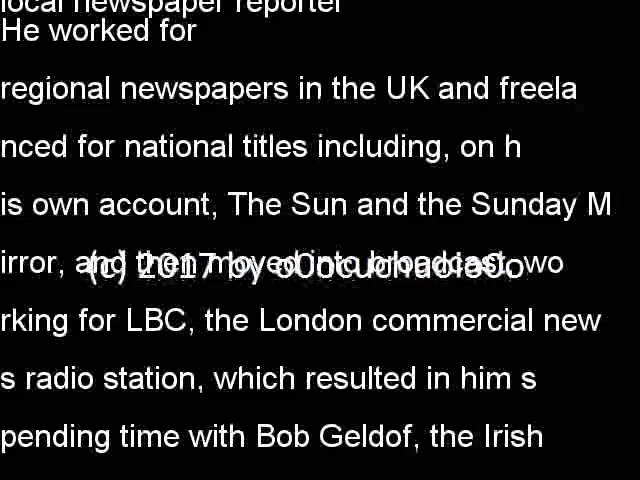 local newspaper reporter
He worked for
regional newspapers in the UK and freela
nced for national titles including, on h
is own account, The Sun and the Sunday M
irror, and then moved into broadcast, wo
(c) 2017 by
rking for LBC, the London commercial new
s radio station, which resulted in him s
pending time with Bob Geldof, the Irish